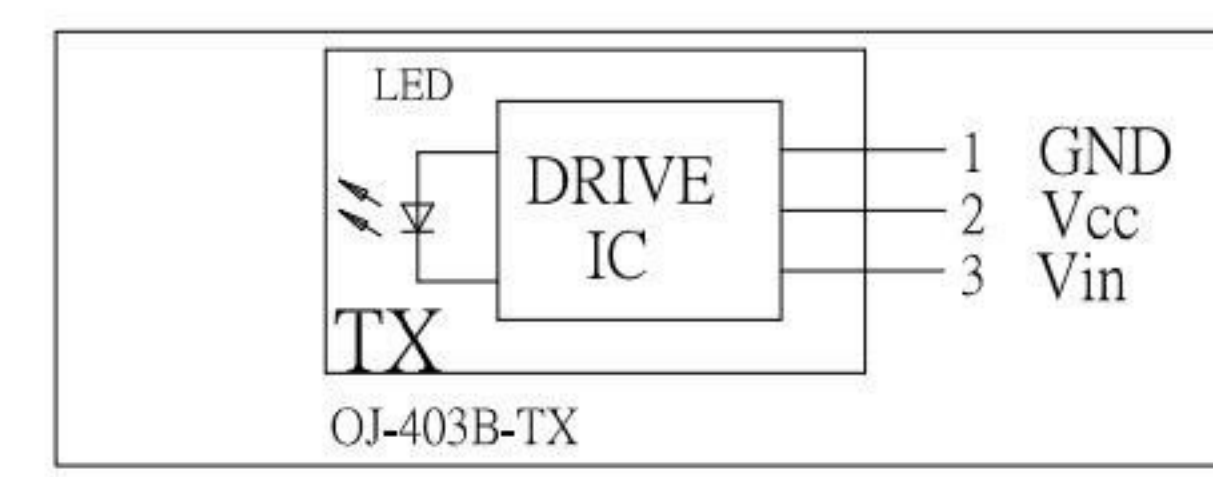 LED
DRIVE
IC
1 GND
2 Vcc
3 Vin
TX
OJ-403B-TX